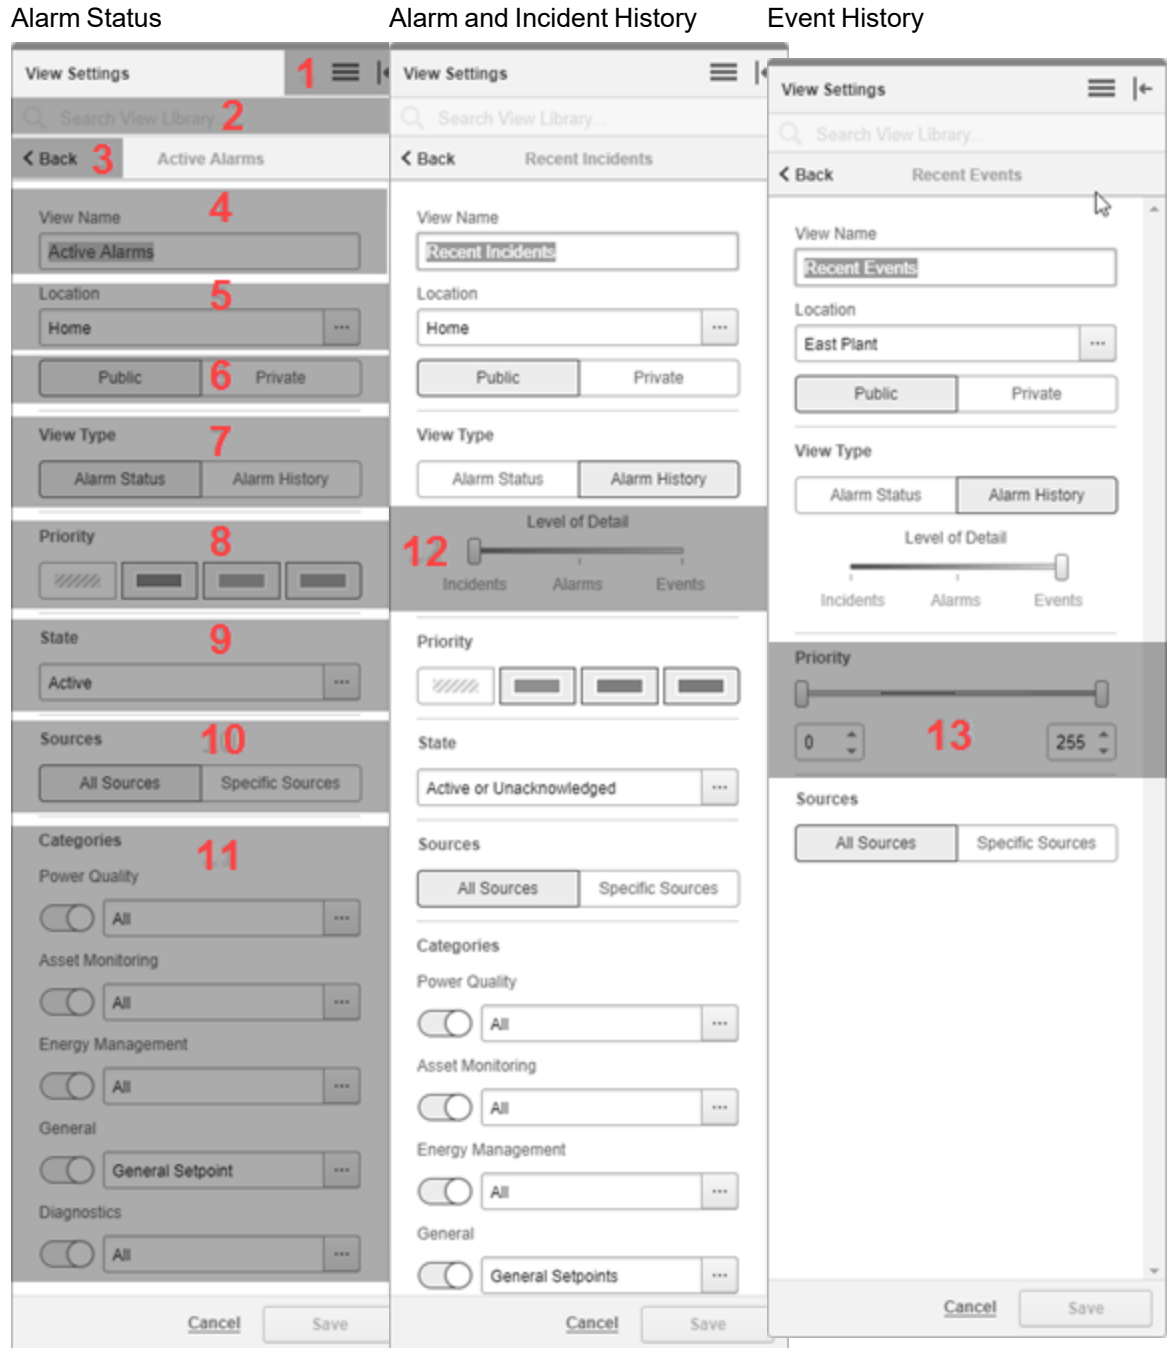 Alarm Status
View Settings
1
Search View Library...
2
Back
3
Active Alarms
4
View Name
Active Alarms
5
Location
Home
...
Public
6
Private
7
View Type
Alarm Status
Alarm History
Priority
8
State
9
Active
...
Sources
10
All Sources
Specific Sources
Categories
11
Power Quality
All
...
Asset Monitoring
All
...
Energy Management
All
...
General
General Setpoint
...
Diagnostics
All
...
Cancel
Save
Alarm and Incident History
View Settings
Search View Library...
Back
Recent Incidents
View Name
Recent Incidents
Location
Home
...
Public
Private
View Type
Alarm Status
Alarm History
Level of Detail
12
Incidents
Alarms
Events
Priority
State
Active or Unacknowledged
...
Sources
All Sources
Specific Sources
Categories
Power Quality
All
...
Asset Monitoring
All
...
Energy Management
All
...
General
General Setpoints
...
Cancel
Save
Event History
View Settings
Search View Library...
Back
Recent Events
View Name
Recent Events
Location
East Plant
...
Public
Private
View Type
Alarm Status
Alarm History
Level of Detail
Incidents
Alarms
Events
Priority
0
13
255
Sources
All Sources
Specific Sources
Cancel
Save